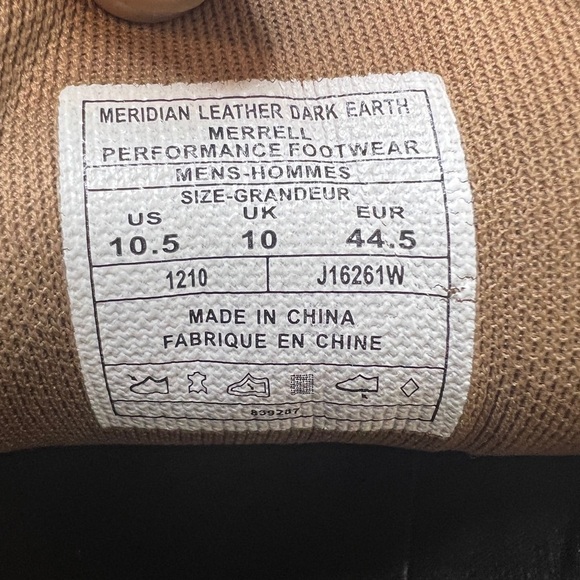 MERIDIAN LEATHER DARK EARTH
MERRELL
PERFORMANCE FOOTWEAR
MENS-HOMMES
SIZE-GRANDEUR
US UK EUR
10.5 10 44.5
1210 J16261W
MADE IN CHINA
FABRIQUE EN CHINE
839287